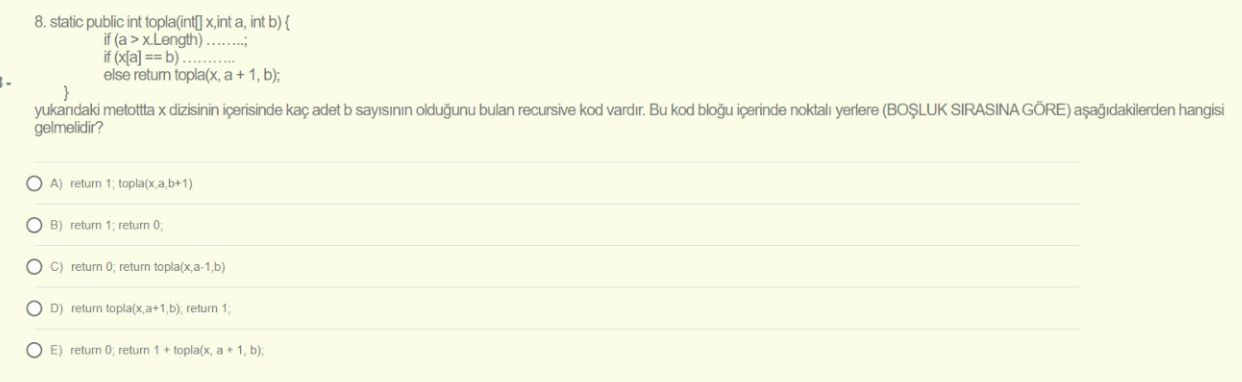 8. static public int topla(int[] x,int a, int b) {
if (a > x.Length) ……..;
if (x[a] == b) ………..
else return topla(x, a + 1, b);
}
yukarıdaki metottta x dizisinin içerisinde kaç adet b sayısının olduğunu bulan recursive kod vardır. Bu kod bloğu içerinde noktalı yerlere (BOŞLUK SIRASINA GÖRE) aşağıdakilerden hangisi
gelmelidir?
A) return 1; topla(x,a,b+1)
B) return 1; return 0;
C) return 0; return topla(x,a-1,b)
D) return topla(x,a+1,b); return 1;
E) return 0; return 1 + topla(x, a + 1, b);